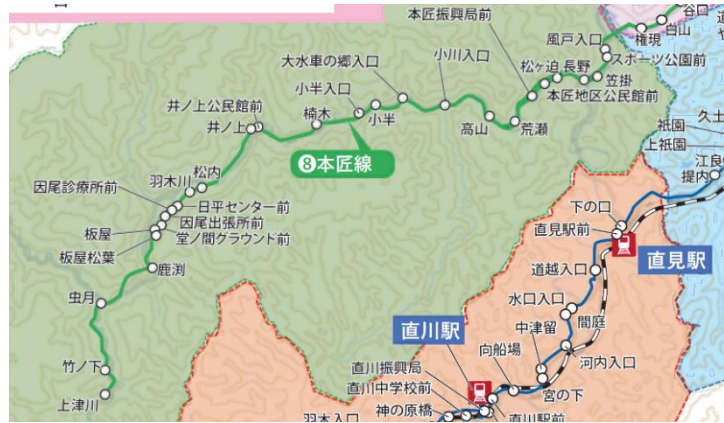 谷口
白山
権現
風戸入口
スポーツ公園前
本匠振興局前
松ヶ迫
長野
笠掛
本匠地区公民館前
小川入口
大水車の郷入口
小半入口
小半
楠木
井ノ上公民館前
井ノ上
高山
荒瀬
⑧本匠線
松内
羽木川
因尾診療所前
日平センター前
因尾出張所前
堂ノ間グラウンド前
板屋
板屋松葉
鹿渕
虫月
竹ノ下
上津川
祇園
上祇園
久土
江良
堤内
下の口
直見駅前
直見駅
道越入口
水口入口
間庭
中津留
河内入口
向船場
宮の下
直川駅
直川振興局
直川中学校前
神の原橋
直川駅前
羽木入口